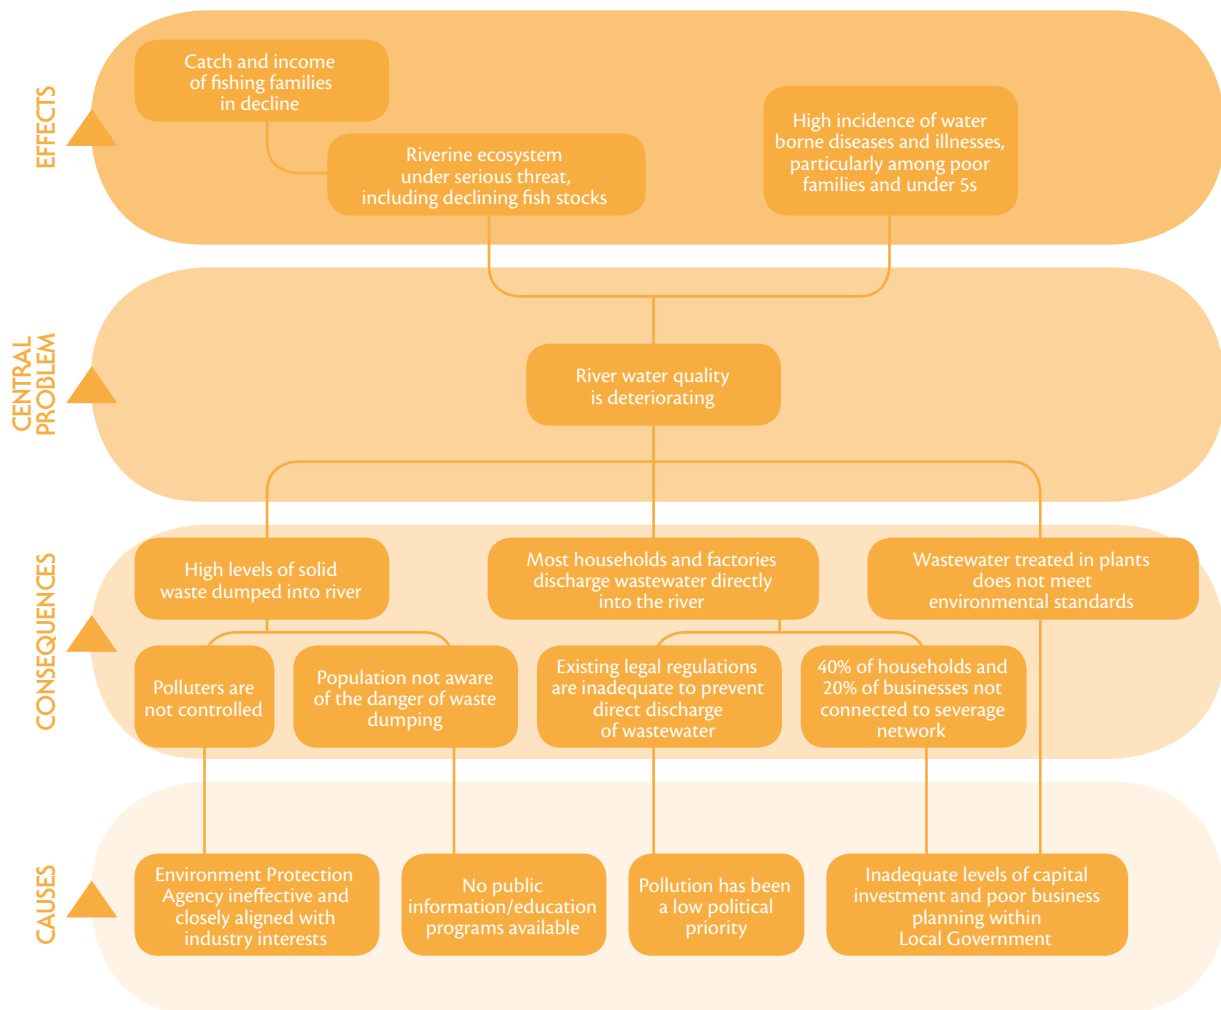 EFFECTS
Catch and income
of fishing families
in decline
Riverine ecosystem
under serious threat,
including declining fish stocks
High incidence of water
borne diseases and illnesses,
particularly among poor
families and under 5s
CENTRAL
PROBLEM
River water quality
is deteriorating
CONSEQUENCES
High levels of solid
waste dumped into river
Most households and factories
discharge wastewater directly
into the river
Wastewater treated in plants
does not meet
environmental standards
Polluters are
not controlled
Population not aware
of the danger of waste
dumping
Existing legal regulations
are inadequate to prevent
direct discharge
of wastewater
40% of households and
20% of businesses not
connected to severage
network
CAUSES
Environment Protection
Agency ineffective and
closely aligned with
industry interests
No public
information/education
programs available
Pollution has been
a low political
priority
Inadequate levels of capital
investment and poor business
planning within
Local Government